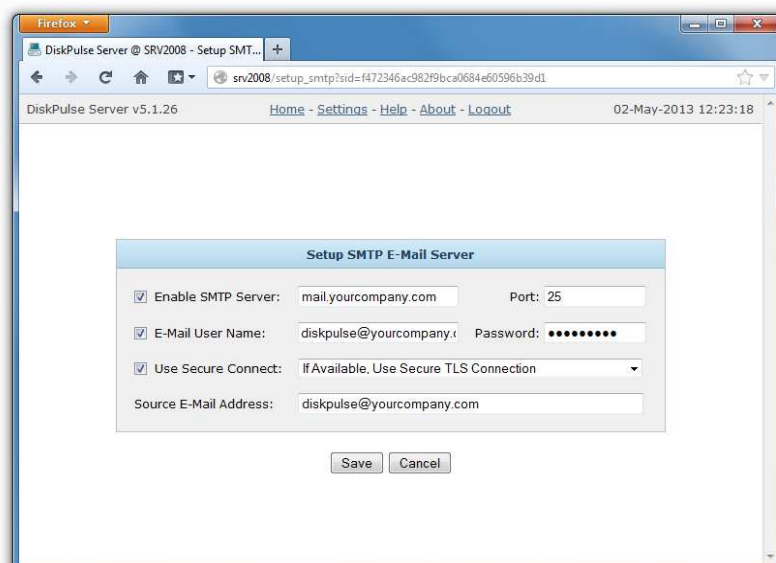 Firefox
DiskPulse Server @ SRV2008 - Setup SMT...
srv2008/setup_smtp?sid=f472346ac982f9bca0684e60596b39d1
DiskPulse Server v5.1.26 Home - Settings - Help - About - Logout 02-May-2013 12:23:18
Setup SMTP E-Mail Server
Enable SMTP Server: mail.yourcompany.com Port: 25
E-Mail User Name: diskpulse@yourcompany.c Password: ●●●●●●●●●
Use Secure Connect: If Available, Use Secure TLS Connection
Source E-Mail Address: diskpulse@yourcompany.com
Save Cancel